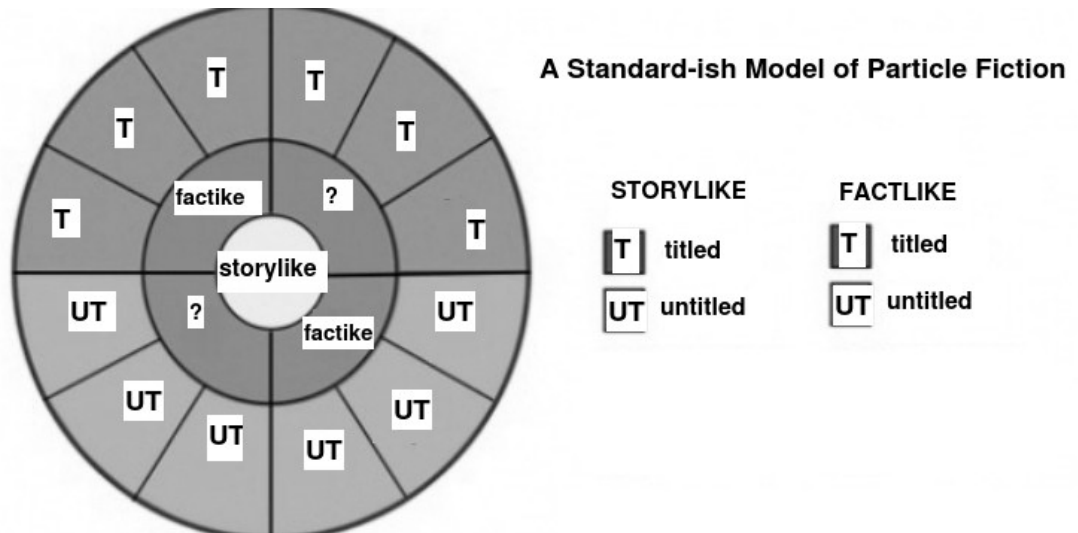 A Standard-ish Model of Particle Fiction
T
T
T
T
T
T
factike
?
storylike
?
factike
UT
UT
UT
UT
UT
UT
STORYLIKE
T titled
UT untitled
FACTLIKE
T titled
UT untitled